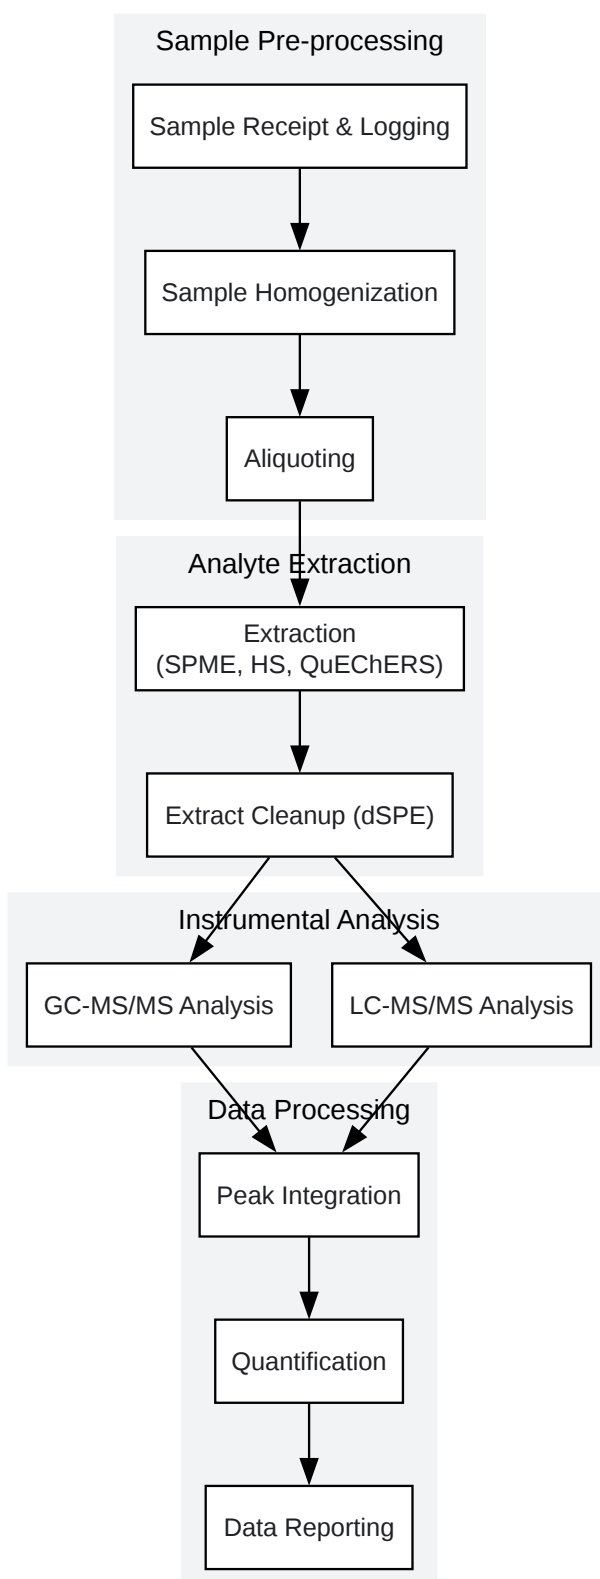 Sample Pre-processing
Sample Receipt & Logging
Sample Homogenization
Aliquoting
Analyte Extraction
Extraction
(SPME, HS, QuEChERS)
Extract Cleanup (dSPE)
Instrumental Analysis
GC-MS/MS Analysis
LC-MS/MS Analysis
Data Processing
Peak Integration
Quantification
Data Reporting